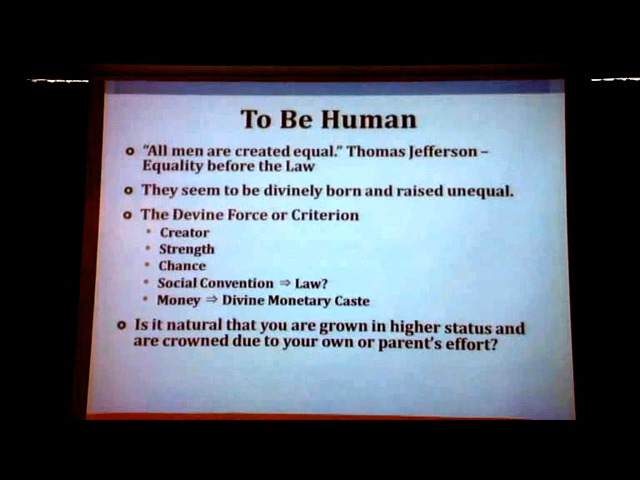 To Be Human
"All men are created equal." Thomas Jefferson –
Equality before the Law
They seem to be divinely born and raised unequal.
The Devine Force or Criterion
Creator
Strength
Chance
Social Convention ⇒ Law?
Money ⇒ Divine Monetary Caste
Is it natural that you are grown in higher status and
are crowned due to your own or parent's effort?